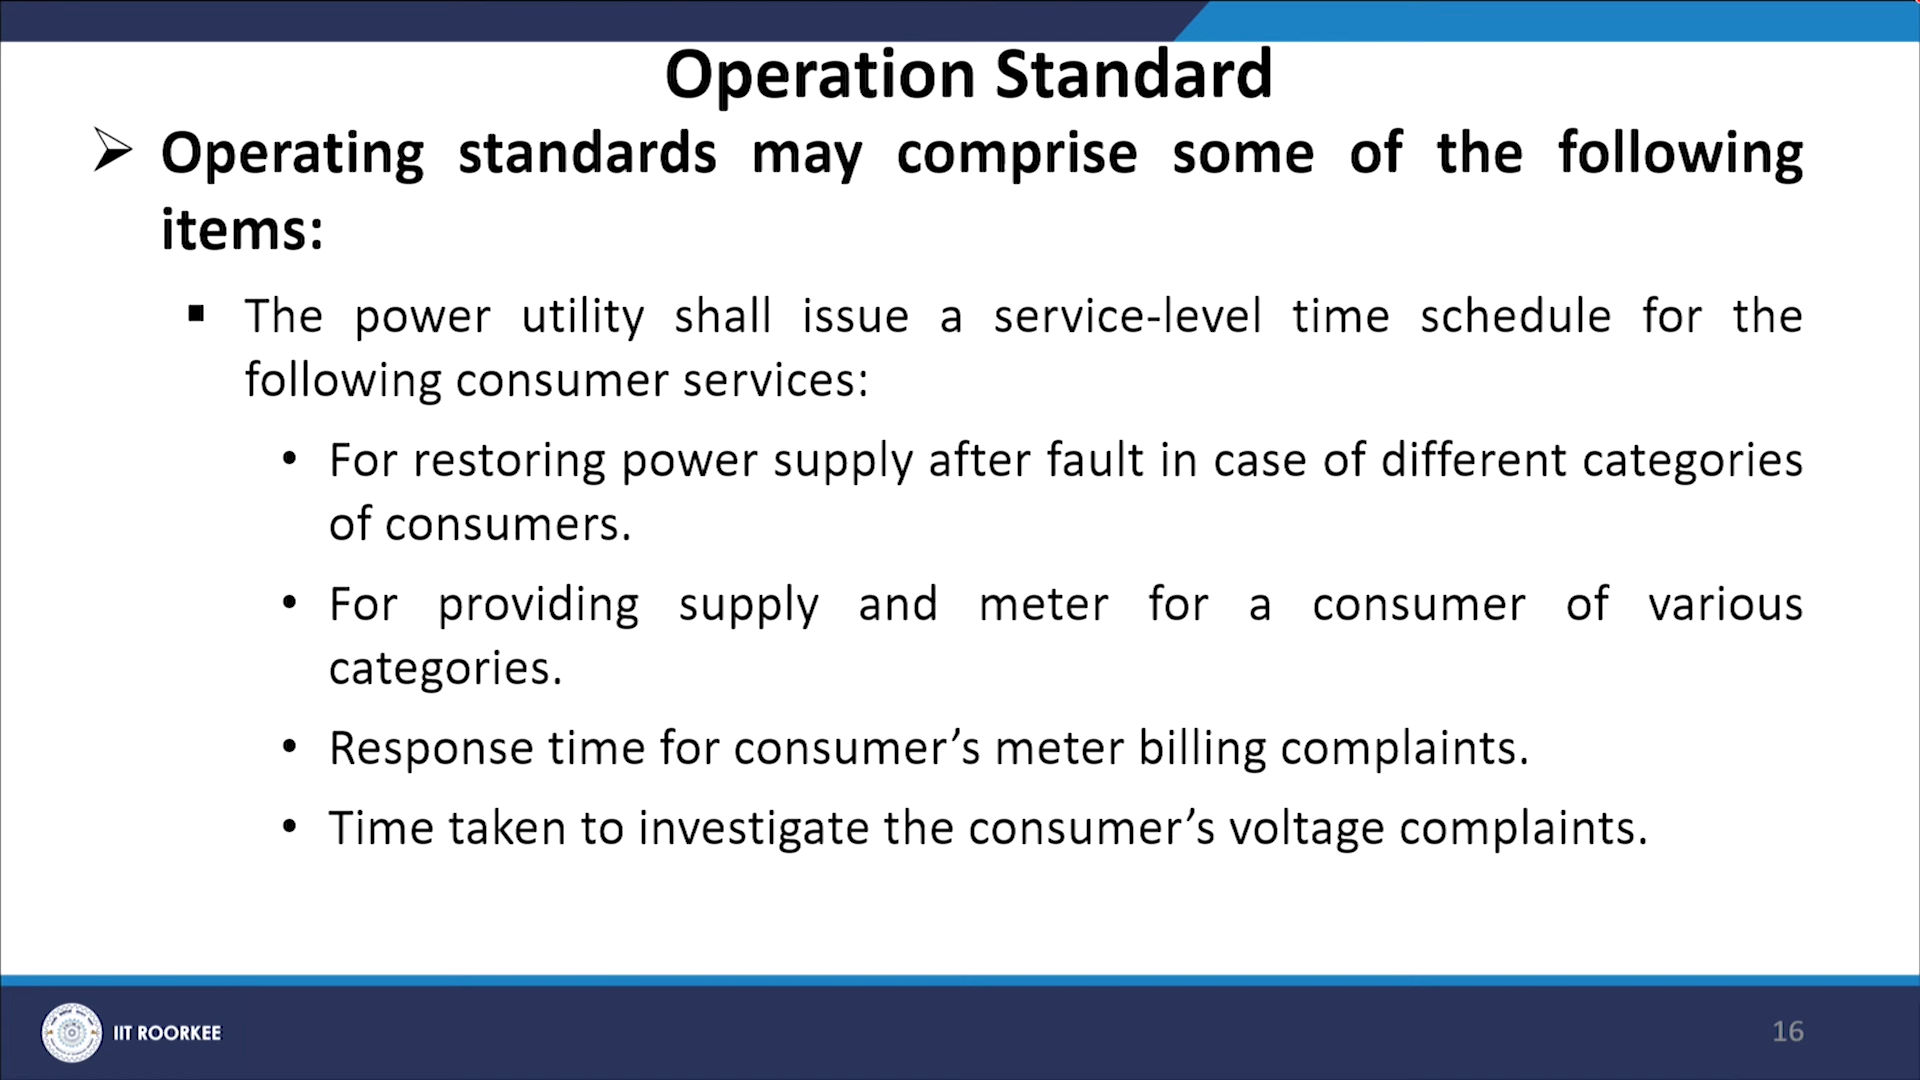 Operation Standard
➢ Operating standards may comprise some of the following
items:
▪ The power utility shall issue a service-level time schedule for the
following consumer services:
• For restoring power supply after fault in case of different categories
of consumers.
• For providing supply and meter for a consumer of various
categories.
• Response time for consumer’s meter billing complaints.
• Time taken to investigate the consumer’s voltage complaints.
IIT ROORKEE
16